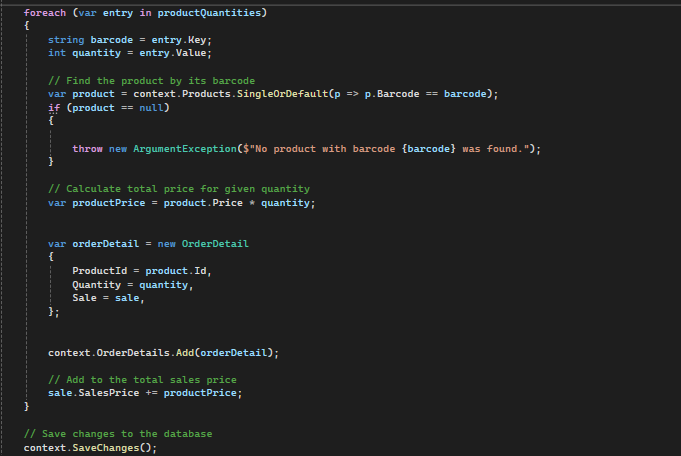 foreach (var entry in productQuantities)
{
string barcode = entry.Key;
int quantity = entry.Value;
// Find the product by its barcode
var product = context.Products.SingleOrDefault(p => p.Barcode == barcode);
if (product == null)
{
throw new ArgumentException($"No product with barcode {barcode} was found.");
}
// Calculate total price for given quantity
var productPrice = product.Price * quantity;
var orderDetail = new OrderDetail
{
ProductId = product.Id,
Quantity = quantity,
Sale = sale,
};
context.OrderDetails.Add(orderDetail);
// Add to the total sales price
sale.SalesPrice += productPrice;
}
// Save changes to the database
context.SaveChanges();